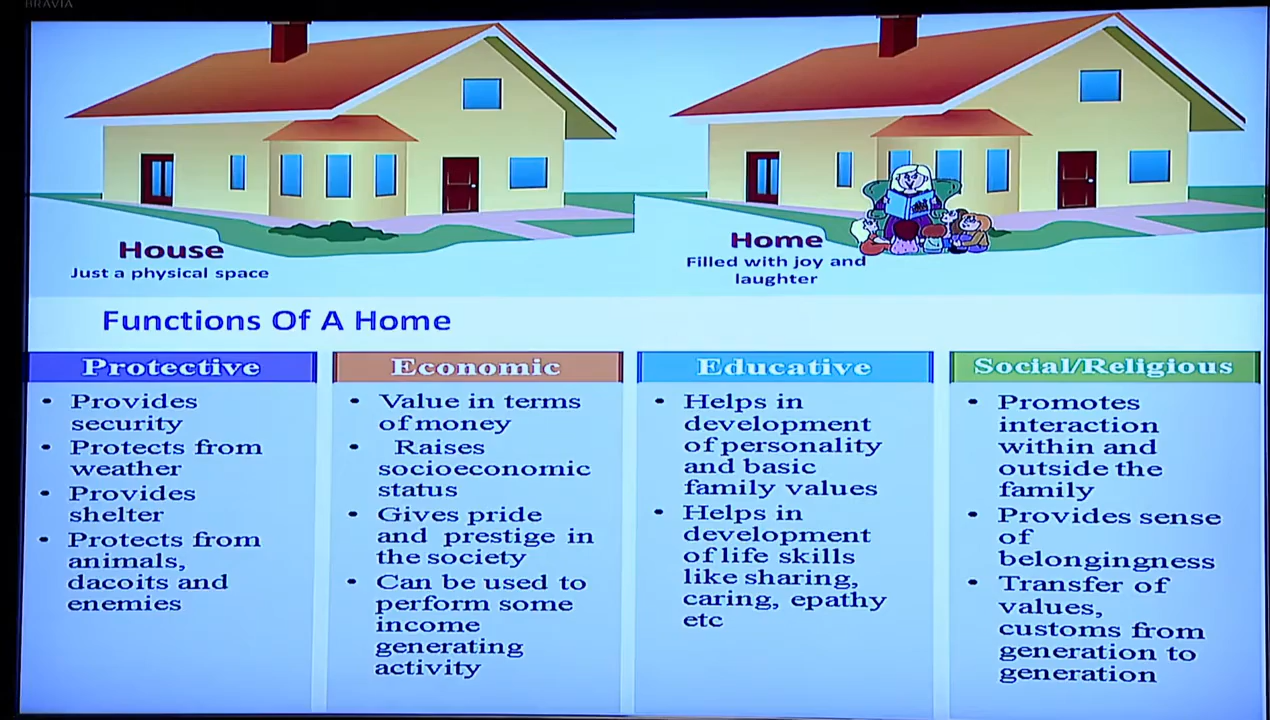 BRAVIA
House
Just a physical space
Home
Filled with joy and
laughter
Functions Of A Home
Protective
• Provides
security
• Protects from
weather
• Provides
shelter
• Protects from
animals,
dacoits and
enemies
Economic
• Value in terms
of money
• Raises
socioeconomic
status
• Gives pride
and prestige in
the society
• Can be used to
perform some
income
generating
activity
Educative
• Helps in
development
of personality
and basic
family values
• Helps in
development
of life skills
like sharing,
caring, epathy
etc
Social/Religious
• Promotes
interaction
within and
outside the
family
• Provides sense
of
belongingness
• Transfer of
values,
customs from
generation to
generation